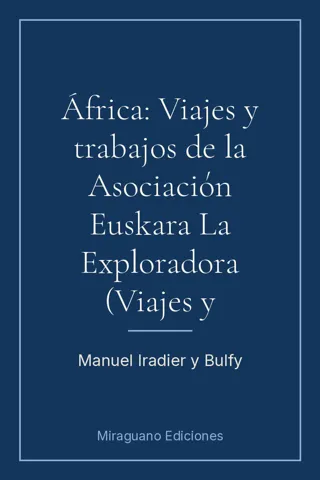 África: Viajes y
trabajos de la
Asociación
Euskara La
Exploradora
(Viajes y
Manuel Iradier y Bulfy
Miraguano Ediciones